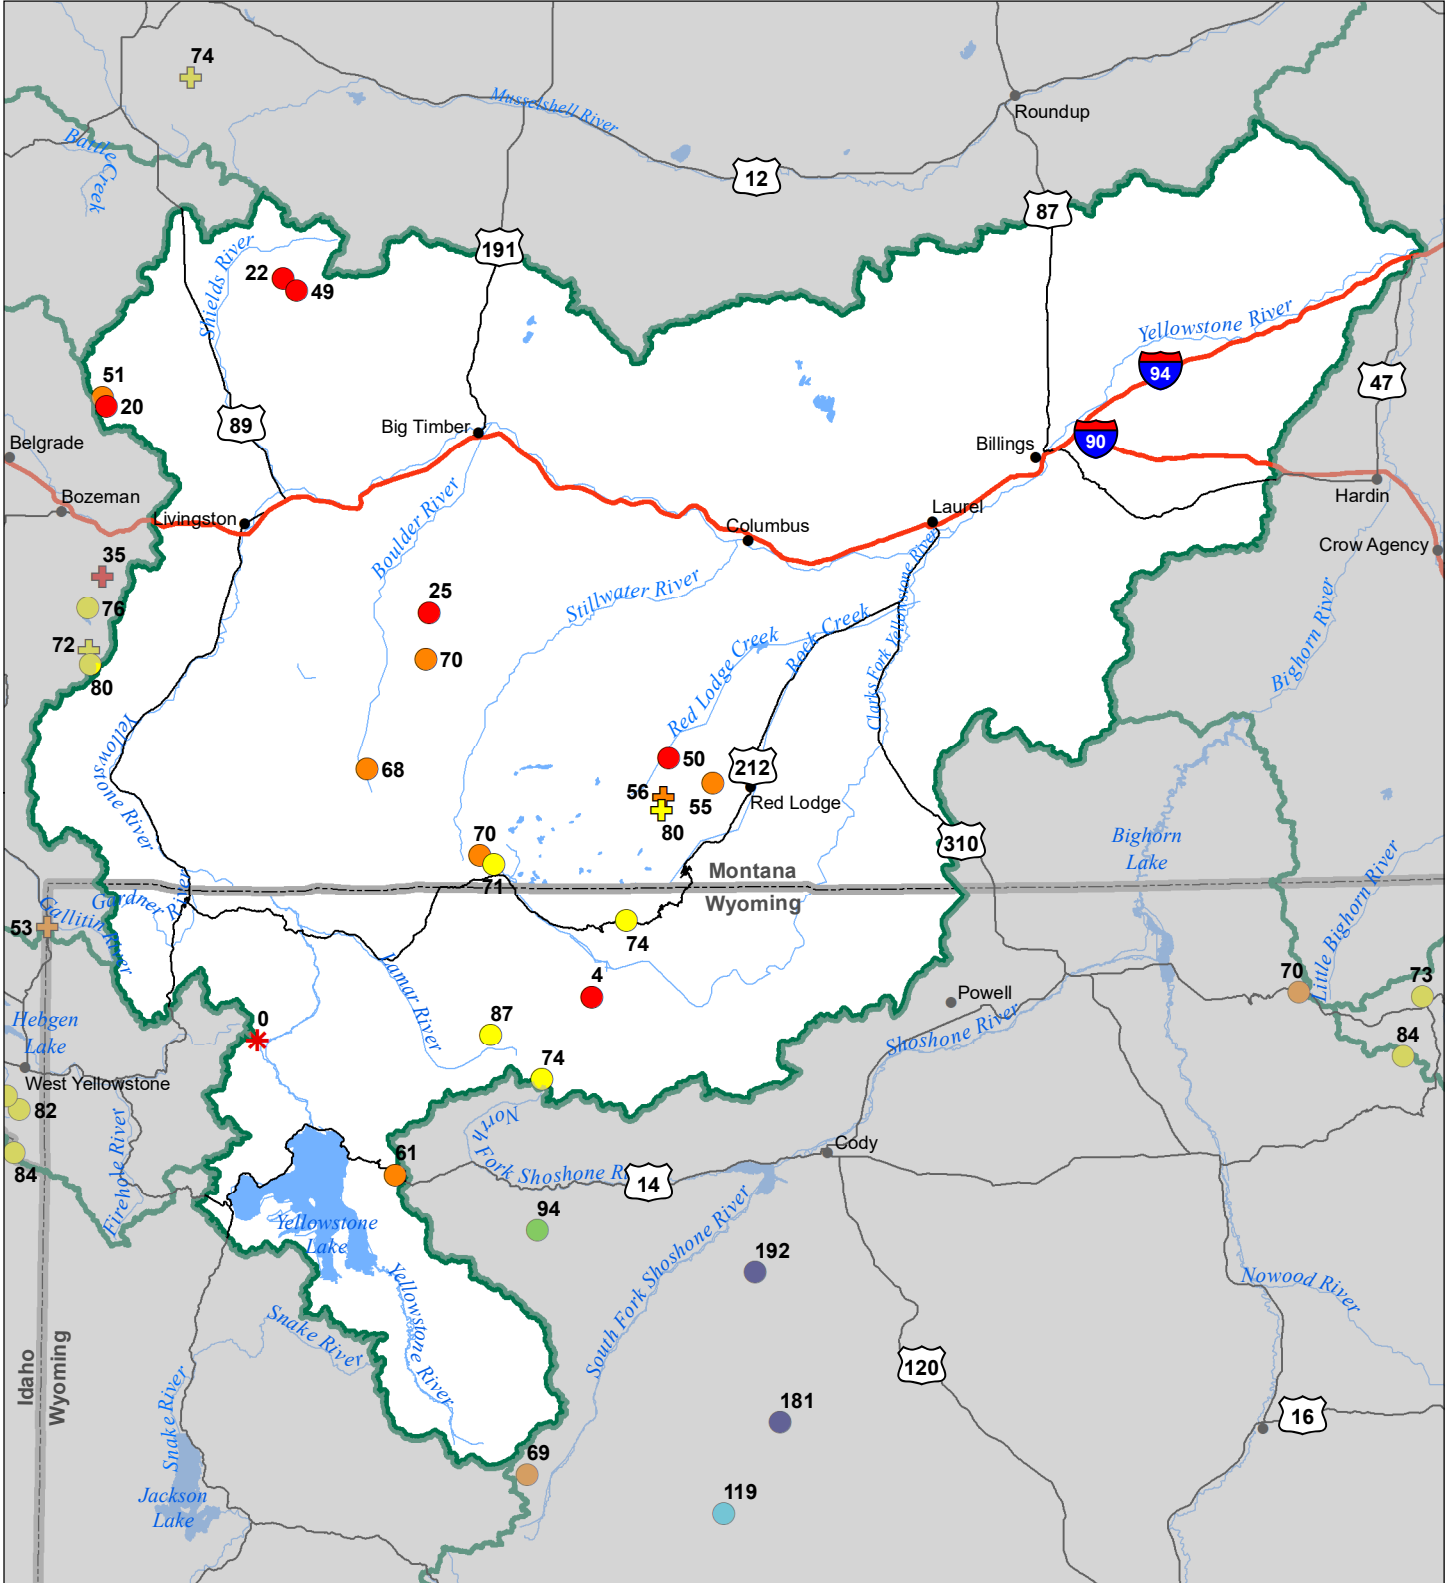 74
Roundup
Musselshell River
Battle Creek
12
87
191
Shields River
22
49
Yellowstone River
94
47
51
20
89
Big Timber
Belgrade
Billings
90
Bozeman
Livingston
Hardin
Boulder River
Laurel
Columbus
Crow Agency
35
76
25
Stillwater River
Clarks Fork Yellowstone River
Bighorn River
72
80
70
Red Lodge Creek
Rock Creek
Yellowstone River
68
50
212
56
55
80
Red Lodge
70
71
310
Bighorn
Lake
Montana
Wyoming
Gardner River
Gallitin River
53
74
Little Bighorn River
70
73
4
Powell
Lamar River
Hebgen
Lake
0
87
Shoshone River
84
74
West Yellowstone
82
North Fork Shoshone Ri
Firehole River
84
61
Cody
14
94
Yellowstone
Lake
South Fork Shoshone River
192
Yellowstone River
Nowood River
Snake River
Idaho
Wyoming
120
Snake River
181
16
69
Jackson
Lake
119